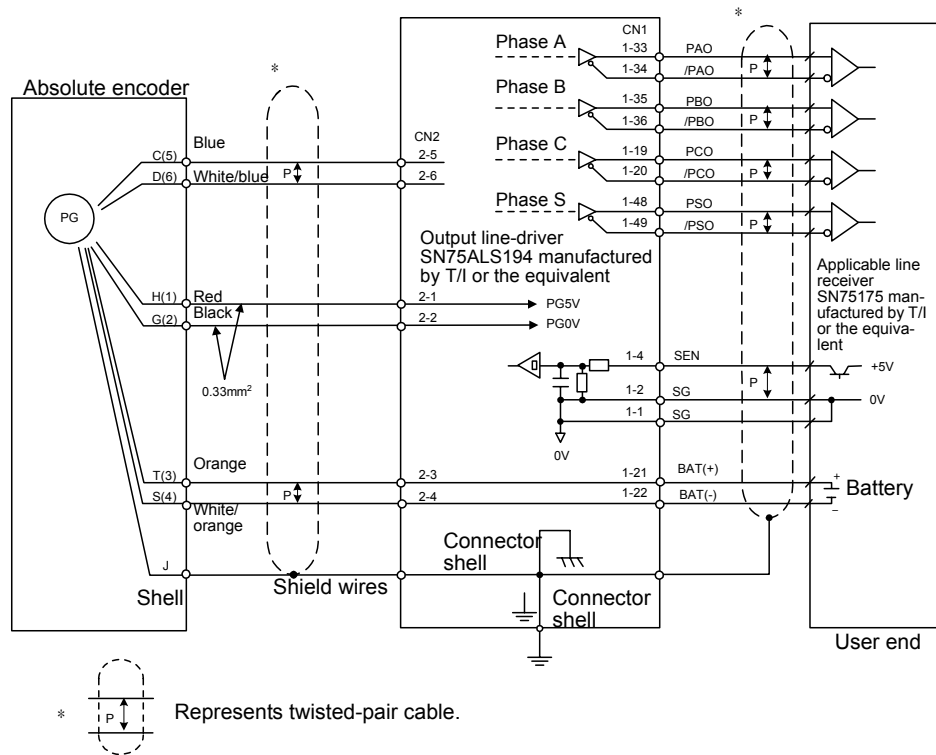 *
*
Absolute encoder
PG
C(5)
D(6)
H(1)
G(2)
T(3)
S(4)
J
Shell
Blue
White/blue
P
Red
Black
0.33mm²
Orange
P
White/
orange
Shield wires
CN2
2-5
2-6
2-1
2-2
2-3
2-4
PG5V
PG0V
Output line-driver
SN75ALS194 manufactured
by T/I or the equivalent
Phase A
Phase B
Phase C
Phase S
CN1
1-33
PAO
1-34
/PAO
P
1-35
PBO
1-36
/PBO
P
1-19
PCO
1-20
/PCO
P
1-48
PSO
1-49
/PSO
P
1-4
SEN
P
1-2
SG
1-1
SG
0V
1-21
BAT(+)
1-22
BAT(-)
Connector
shell
Connector
shell
Applicable line
receiver
SN75175 man-
ufactured by T/I
or the equiva-
lent
+5V
0V
+
Battery
−
User end
*
P
Represents twisted-pair cable.